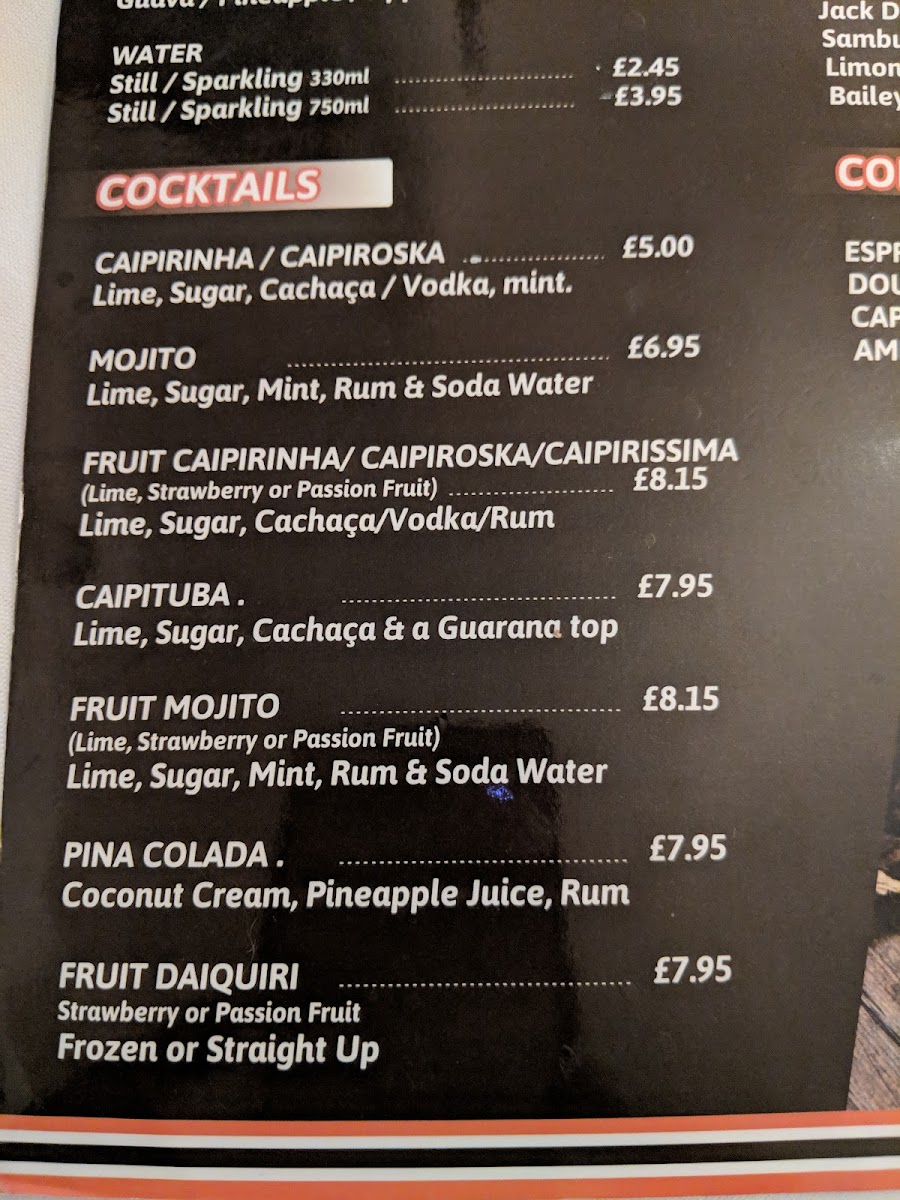 WATER
Still / Sparkling 330ml £2.45
Still / Sparkling 750ml £3.95
COCKTAILS
CAIPIRINHA / CAIPIROSKA £5.00
Lime, Sugar, Cachaça / Vodka, mint.
MOJITO £6.95
Lime, Sugar, Mint, Rum & Soda Water
FRUIT CAIPIRINHA/ CAIPIROSKA/CAIPIRISSIMA
(Lime, Strawberry or Passion Fruit) £8.15
Lime, Sugar, Cachaça/Vodka/Rum
CAIPITUBA . £7.95
Lime, Sugar, Cachaça & a Guarana top
FRUIT MOJITO £8.15
(Lime, Strawberry or Passion Fruit)
Lime, Sugar, Mint, Rum & Soda Water
PINA COLADA . £7.95
Coconut Cream, Pineapple Juice, Rum
FRUIT DAIQUIRI £7.95
Strawberry or Passion Fruit
Frozen or Straight Up
Jack